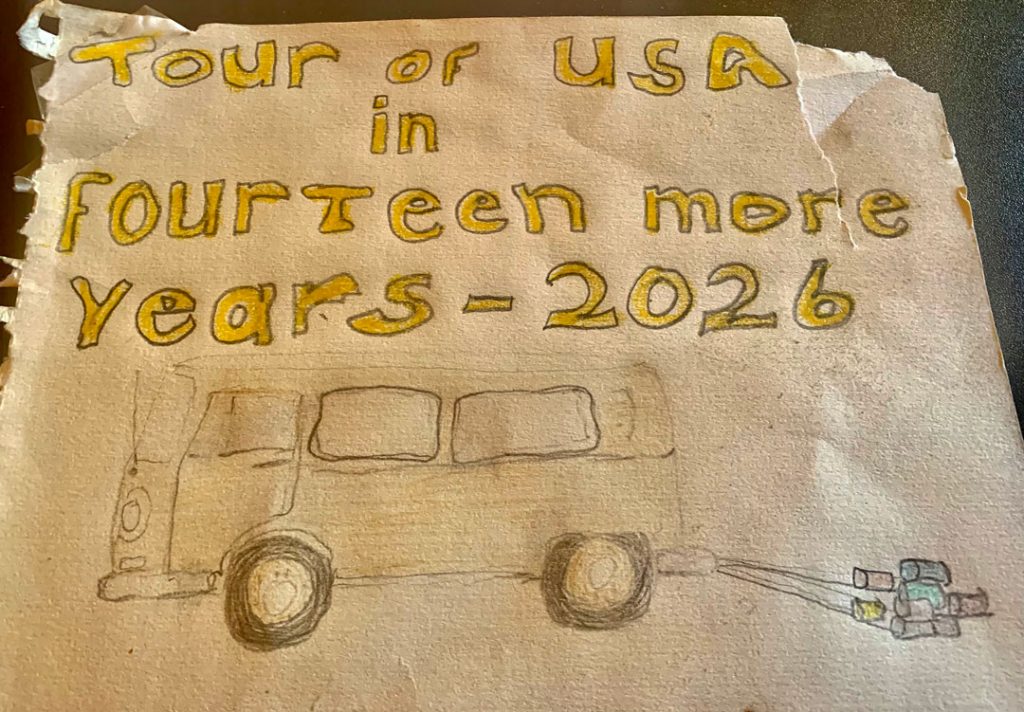 Tour of USA
in
fourTeen more
years - 2026